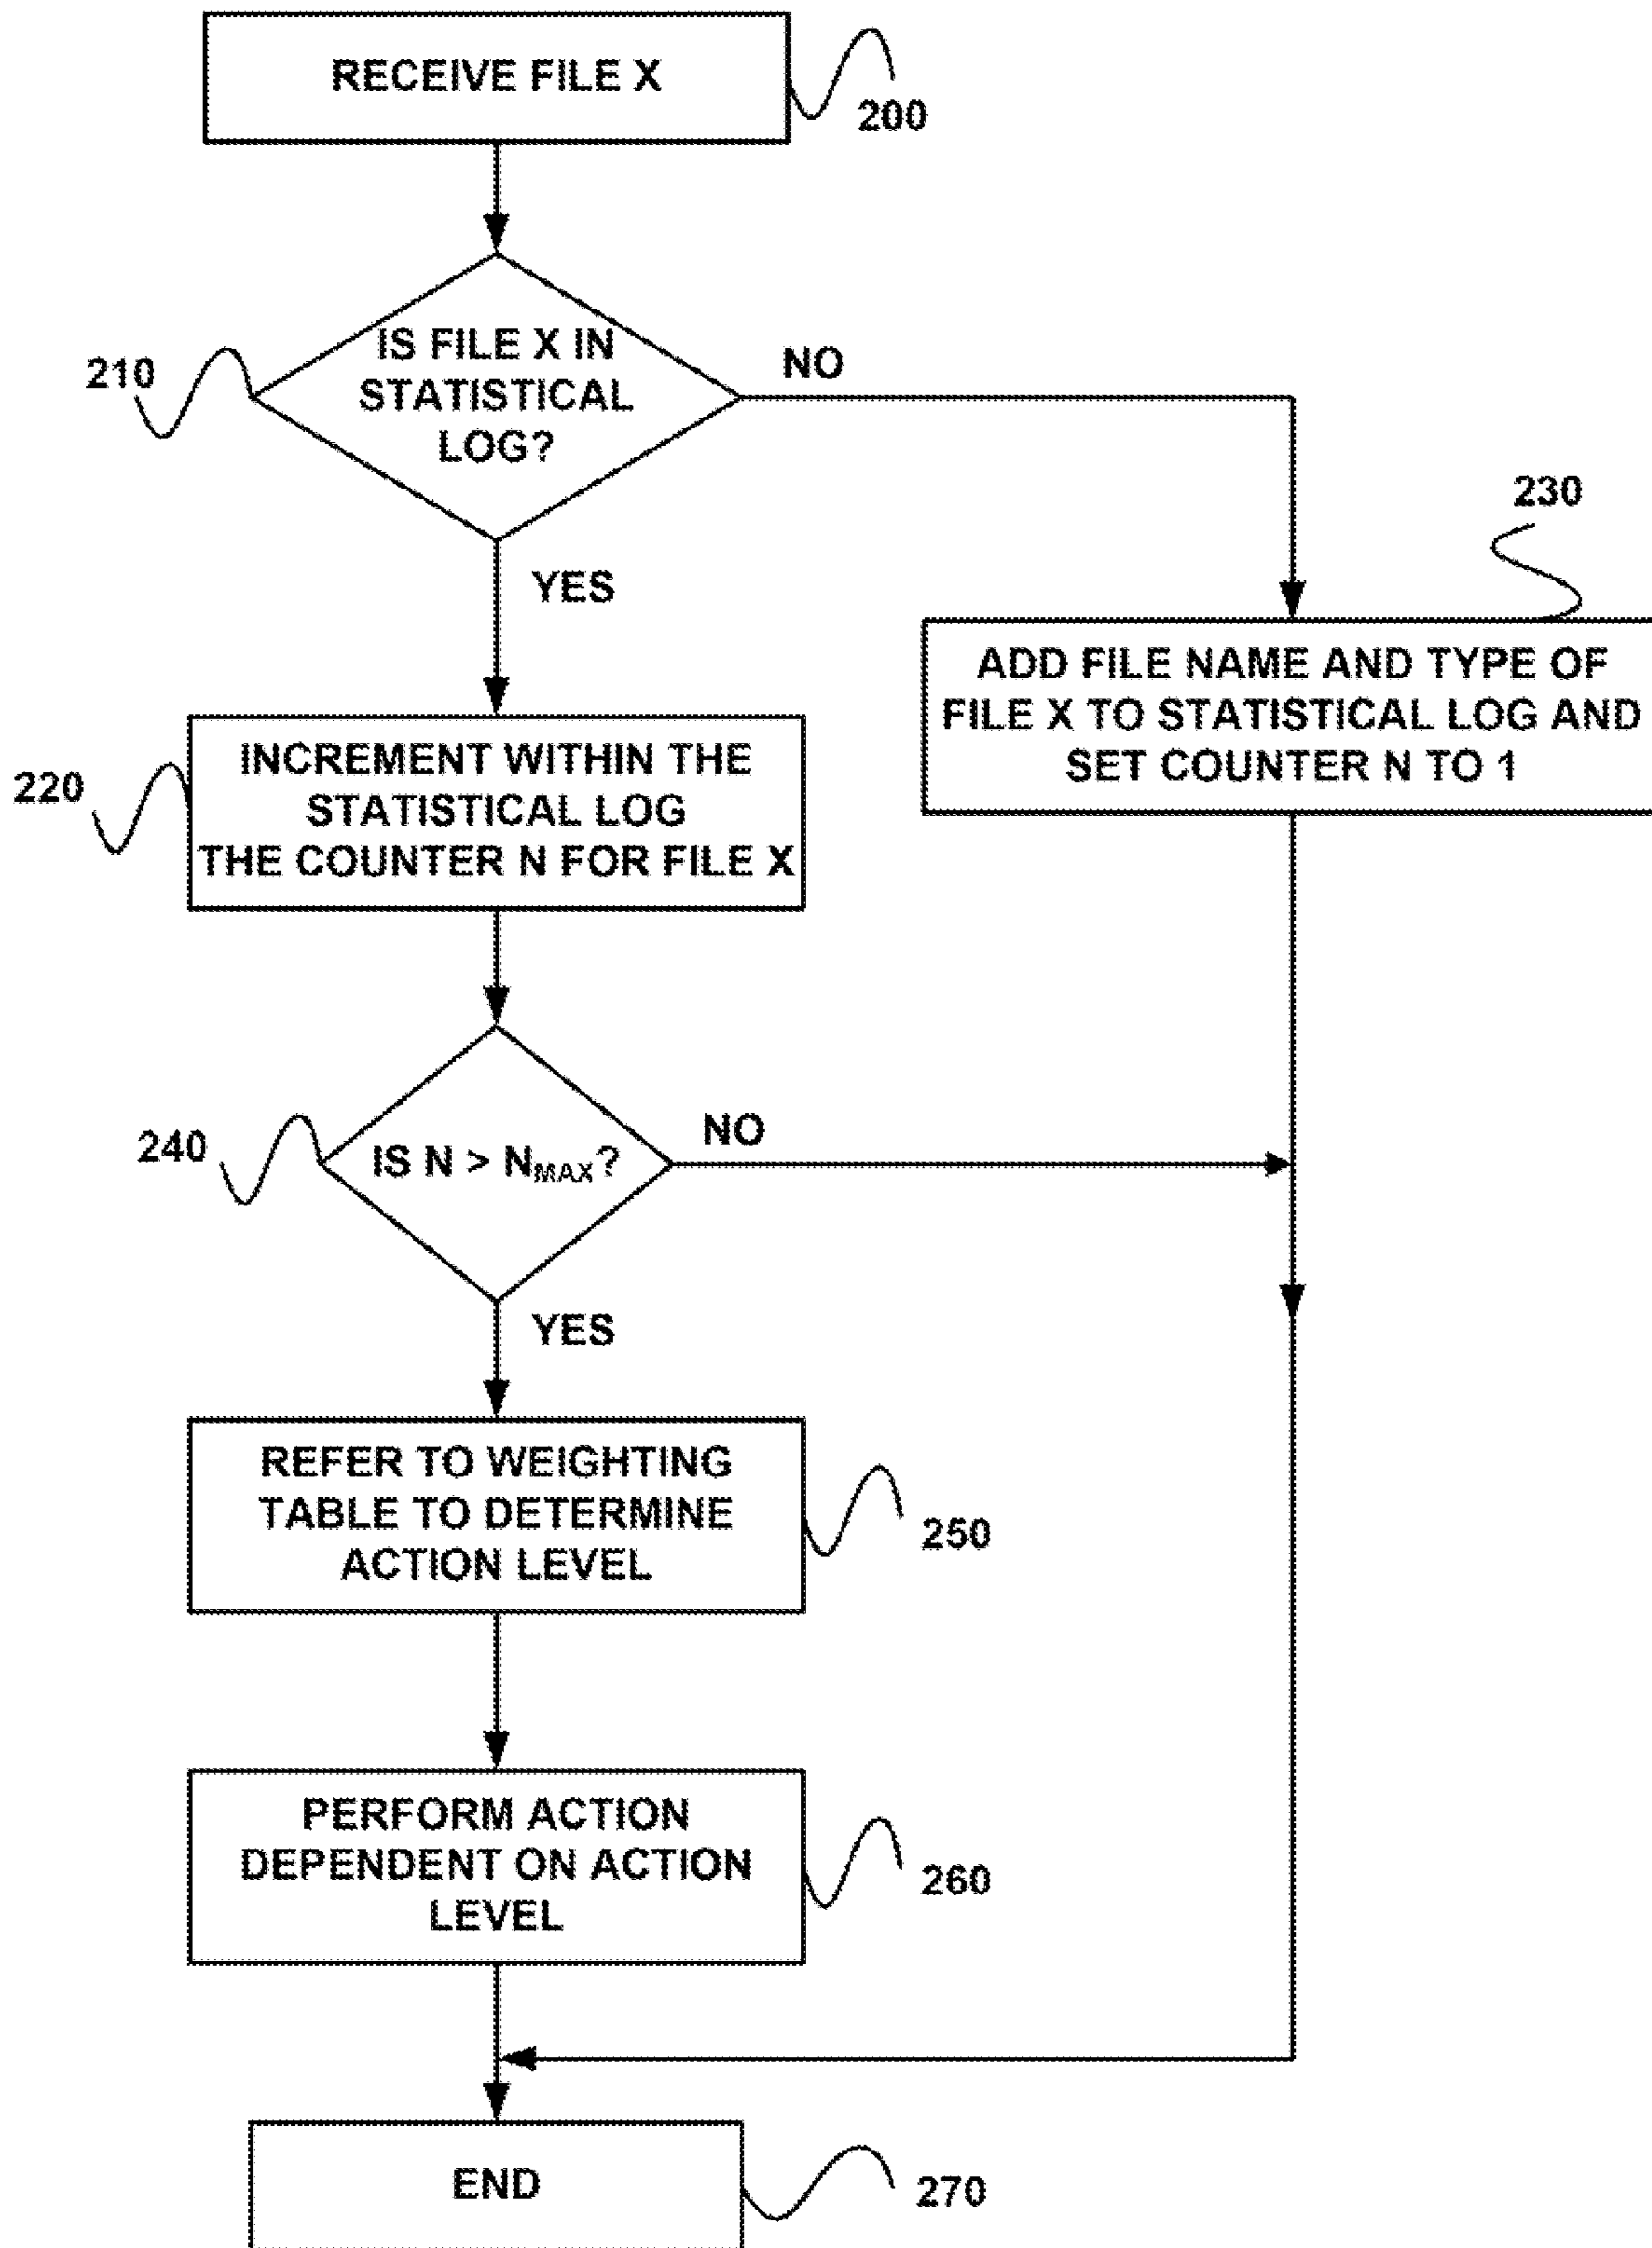 RECEIVE FILE X
200
IS FILE X IN
STATISTICAL
LOG?
210
NO
YES
230
ADD FILE NAME AND TYPE OF
FILE X TO STATISTICAL LOG AND
SET COUNTER N TO 1
220
INCREMENT WITHIN THE
STATISTICAL LOG
THE COUNTER N FOR FILE X
240
IS N > NMAX?
NO
YES
REFER TO WEIGHTING
TABLE TO DETERMINE
ACTION LEVEL
250
PERFORM ACTION
DEPENDENT ON ACTION
LEVEL
260
END
270